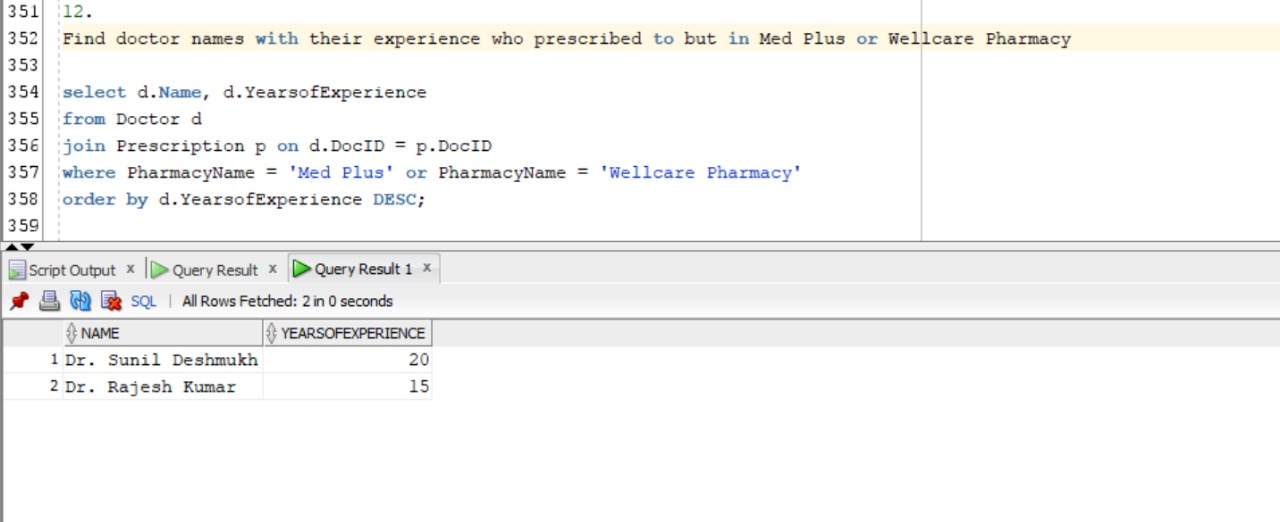 351 12.
352 Find doctor names with their experience who prescribed to but in Med Plus or Wellcare Pharmacy
353
354 select d.Name, d.YearsofExperience
355 from Doctor d
356 join Prescription p on d.DocID = p.DocID
357 where PharmacyName = 'Med Plus' or PharmacyName = 'Wellcare Pharmacy'
358 order by d.YearsofExperience DESC;
359
Script Output x Query Result x Query Result 1 x
SQL | All Rows Fetched: 2 in 0 seconds
NAME YEARSOFEXPERIENCE
1 Dr. Sunil Deshmukh 20
2 Dr. Rajesh Kumar 15